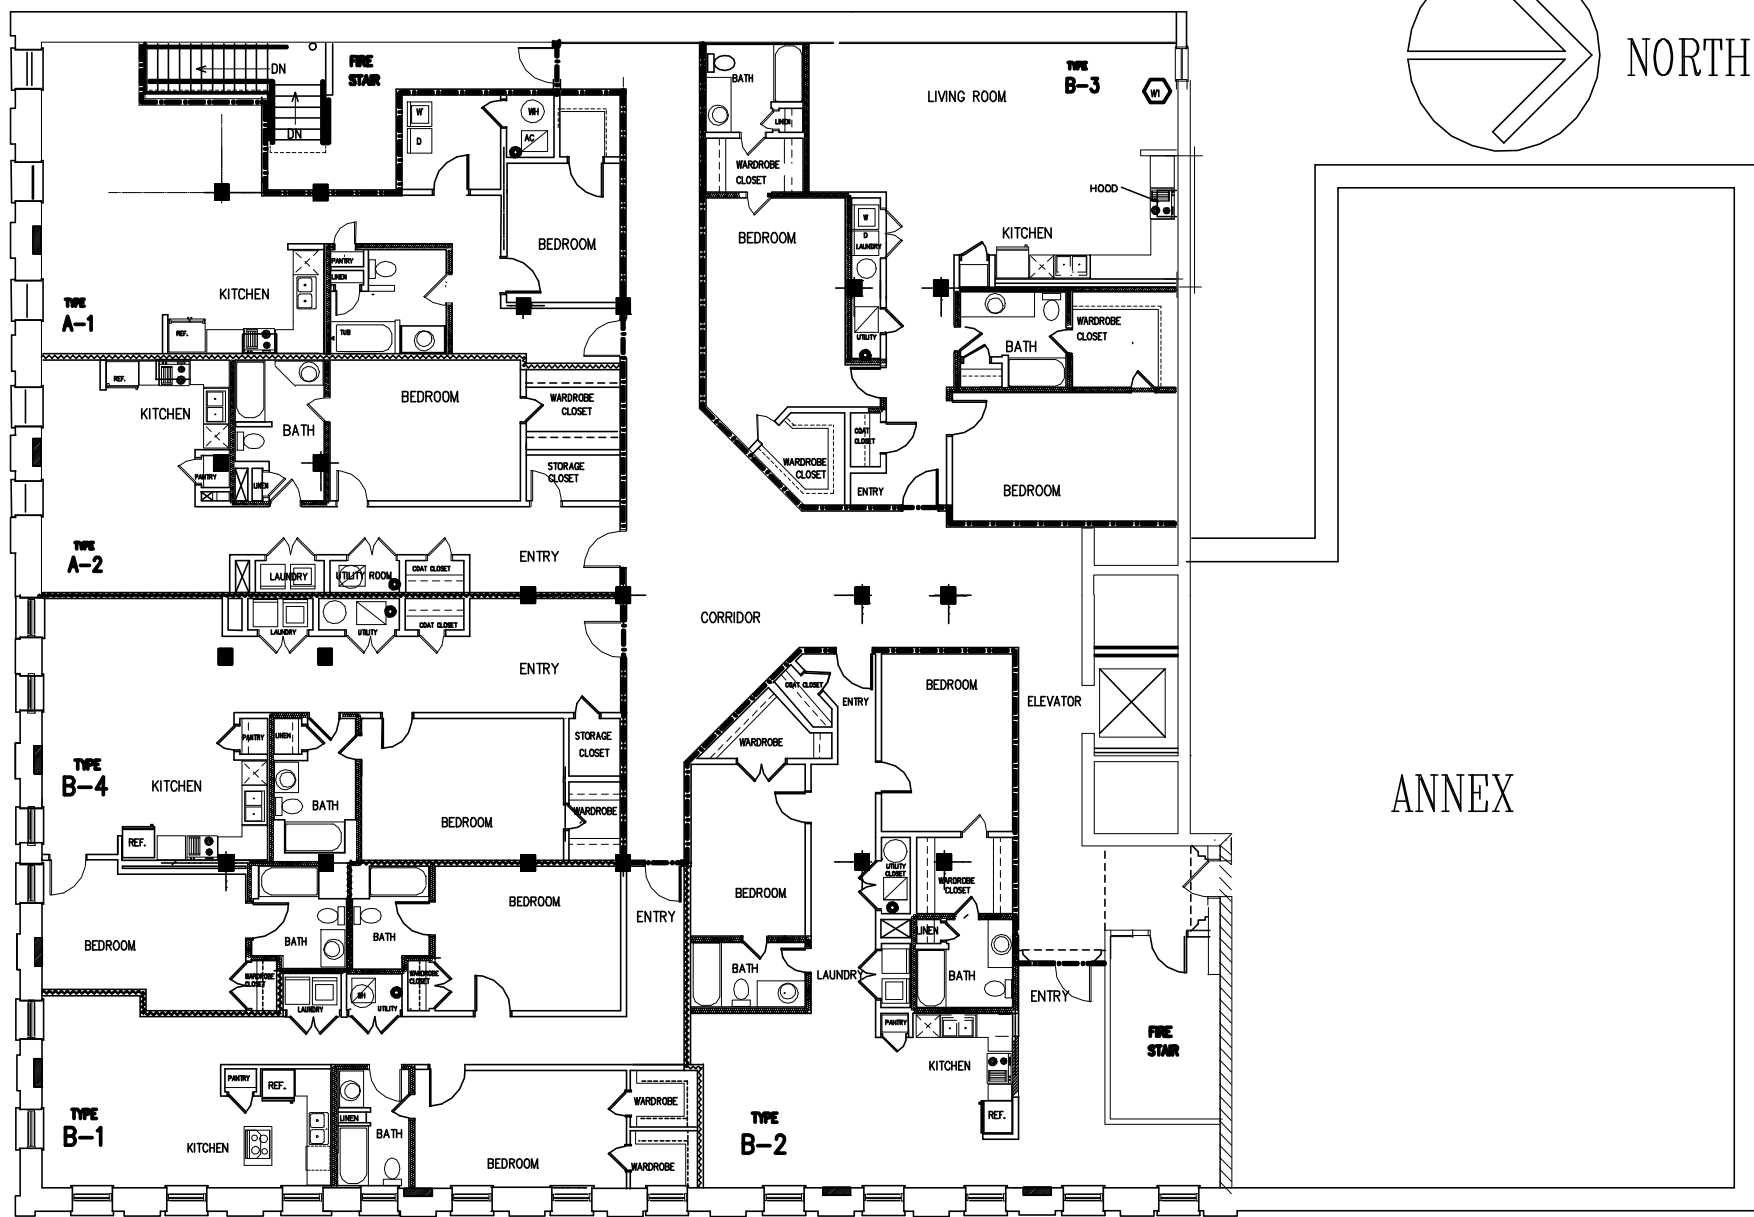 NORTH
FIRE
STAIR
DN
DN
W
D
WH
AC
BEDROOM
PANTRY
LINEN
KITCHEN
REF.
TUB
TYPE
A-1
BATH
LINEN
WARDROBE
CLOSET
LIVING ROOM
TYPE
B-3
W1
HOOD
KITCHEN
BEDROOM
W
D
LAUNDRY
UTILITY
BATH
WARDROBE
CLOSET
COAT
CLOSET
WARDROBE
CLOSET
ENTRY
BEDROOM
REF.
KITCHEN
BATH
BEDROOM
WARDROBE
CLOSET
PANTRY
LINEN
STORAGE
CLOSET
TYPE
A-2
LAUNDRY
UTILITY ROOM
COAT CLOSET
ENTRY
LAUNDRY
UTILITY
COAT CLOSET
ENTRY
CORRIDOR
PANTRY
LINEN
STORAGE
CLOSET
TYPE
B-4
KITCHEN
BATH
REF.
BEDROOM
WARDROBE
COAT CLOSET
ENTRY
WARDROBE
BEDROOM
ELEVATOR
ANNEX
BEDROOM
UTILITY
CLOSET
WARDROBE
CLOSET
LINEN
BATH
LAUNDRY
BATH
PANTRY
KITCHEN
REF.
TYPE
B-2
ENTRY
FIRE
STAIR
BEDROOM
BATH
BATH
BEDROOM
ENTRY
WARDROBE
CLOSET
LAUNDRY
WH
UTILITY
WARDROBE
CLOSET
TYPE
B-1
PANTRY
REF.
KITCHEN
LINEN
BATH
BEDROOM
WARDROBE
WARDROBE